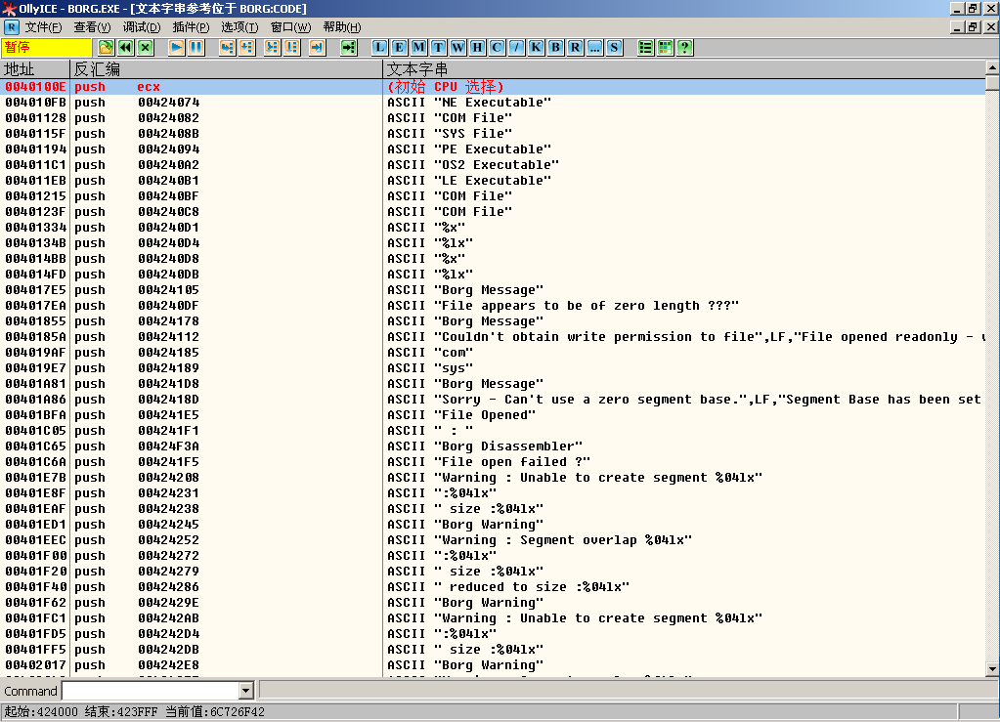 OllyICE - BORG.EXE - [文本字串参考位于 BORG:CODE]
R 文件(F) 查看(V) 调试(D) 插件(P) 选项(T) 窗口(W) 帮助(H)
暂停 L E M T W H C / K B R ... S ?
地址 反汇编 文本字串
0040100E push ecx (初始 CPU 选择)
004010FB push 00424074 ASCII "NE Executable"
00401128 push 00424082 ASCII "COM File"
0040115F push 0042408B ASCII "SYS File"
00401194 push 00424094 ASCII "PE Executable"
004011C1 push 004240A2 ASCII "OS2 Executable"
004011EB push 004240B1 ASCII "LE Executable"
00401215 push 004240BF ASCII "COM File"
0040123F push 004240C8 ASCII "COM File"
00401334 push 004240D1 ASCII "%x"
0040134B push 004240D4 ASCII "%lx"
004014BB push 004240D8 ASCII "%x"
004014FD push 004240DB ASCII "%lx"
004017E5 push 00424105 ASCII "Borg Message"
004017EA push 004240DF ASCII "File appears to be of zero length ???"
00401855 push 00424178 ASCII "Borg Message"
0040185A push 00424112 ASCII "Couldn't obtain write permission to file",LF,"File opened readonly -
004019AF push 00424185 ASCII "com"
004019E7 push 00424189 ASCII "sys"
00401A81 push 004241D8 ASCII "Borg Message"
00401A86 push 0042418D ASCII "Sorry - Can't use a zero segment base.",LF,"Segment Base has been set
00401BFA push 004241E5 ASCII "File Opened"
00401C05 push 004241F1 ASCII " : "
00401C65 push 00424F3A ASCII "Borg Disassembler"
00401C6A push 004241F5 ASCII "File open failed ?"
00401E7B push 00424208 ASCII "Warning : Unable to create segment %04lx"
00401E8F push 00424231 ASCII ":%04lx"
00401EAF push 00424238 ASCII " size :%04lx"
00401ED1 push 00424245 ASCII "Borg Warning"
00401EEC push 00424252 ASCII "Warning : Segment overlap %04lx"
00401F00 push 00424272 ASCII ":%04lx"
00401F20 push 00424279 ASCII " size :%04lx"
00401F40 push 00424286 ASCII " reduced to size :%04lx"
00401F62 push 0042429E ASCII "Borg Warning"
00401FC1 push 004242AB ASCII "Warning : Unable to create segment %04lx"
00401FD5 push 004242D4 ASCII ":%04lx"
00401FF5 push 004242DB ASCII " size :%04lx"
00402017 push 004242E8 ASCII "Borg Warning"
Command
起始:424000 结束:423FFF 当前值:6C726F42